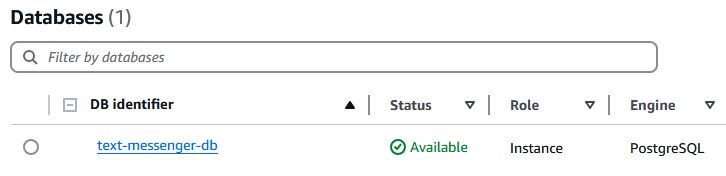 Databases (1)
Filter by databases
DB identifier Status Role Engine
text-messenger-db Available Instance PostgreSQL